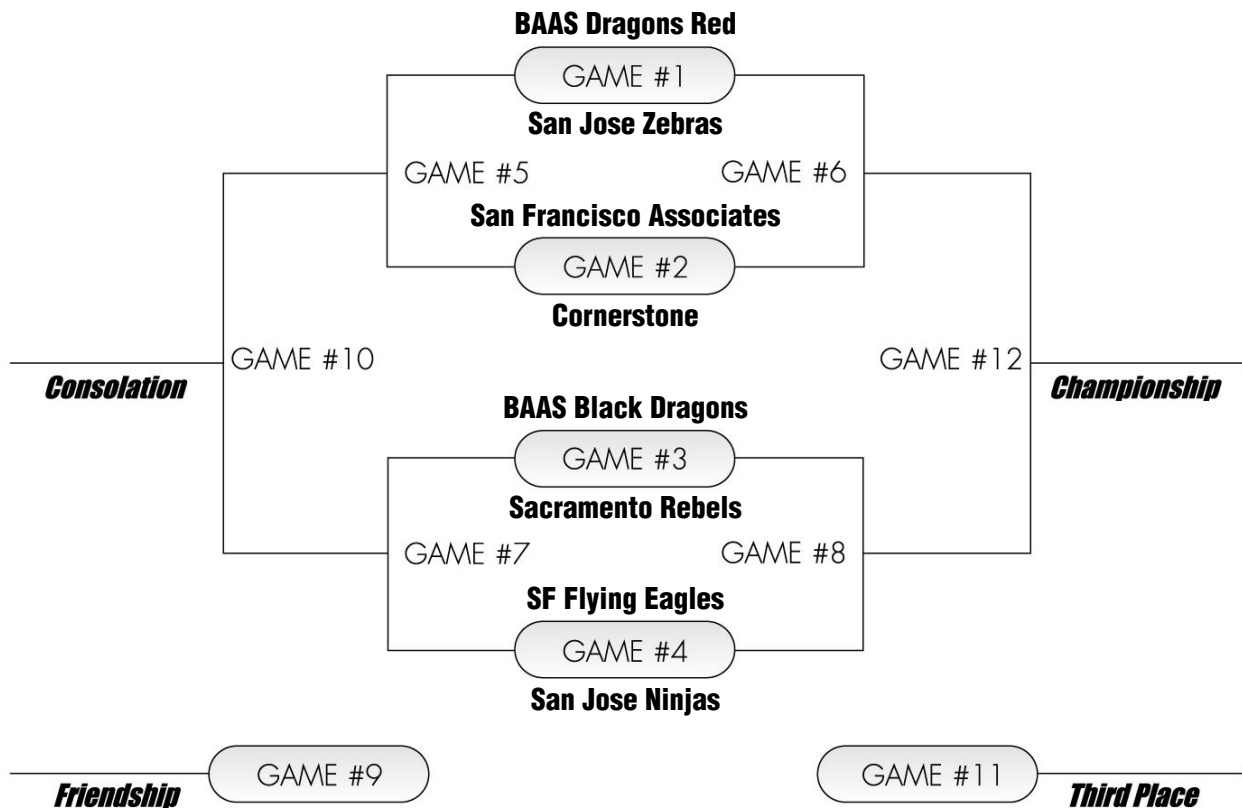 BAAS Dragons Red
GAME #1
San Jose Zebras
GAME #5
GAME #6
San Francisco Associates
GAME #2
Cornerstone
GAME #10
GAME #12
Consolation
Championship
BAAS Black Dragons
GAME #3
Sacramento Rebels
GAME #7
GAME #8
SF Flying Eagles
GAME #4
San Jose Ninjas
GAME #9
GAME #11
Friendship
Third Place